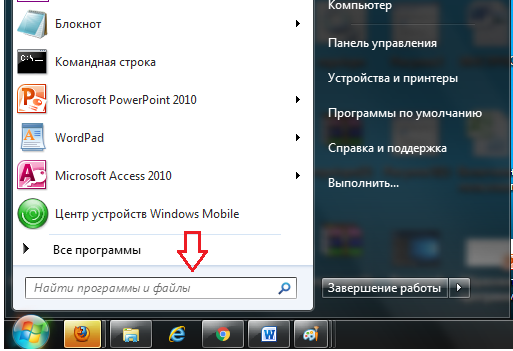 Блокнот
Командная строка
Microsoft PowerPoint 2010
WordPad
Microsoft Access 2010
Центр устройств Windows Mobile
Все программы
Найти программы и файлы
Компьютер
Панель управления
Устройства и принтеры
Программы по умолчанию
Справка и поддержка
Выполнить...
Завершение работы